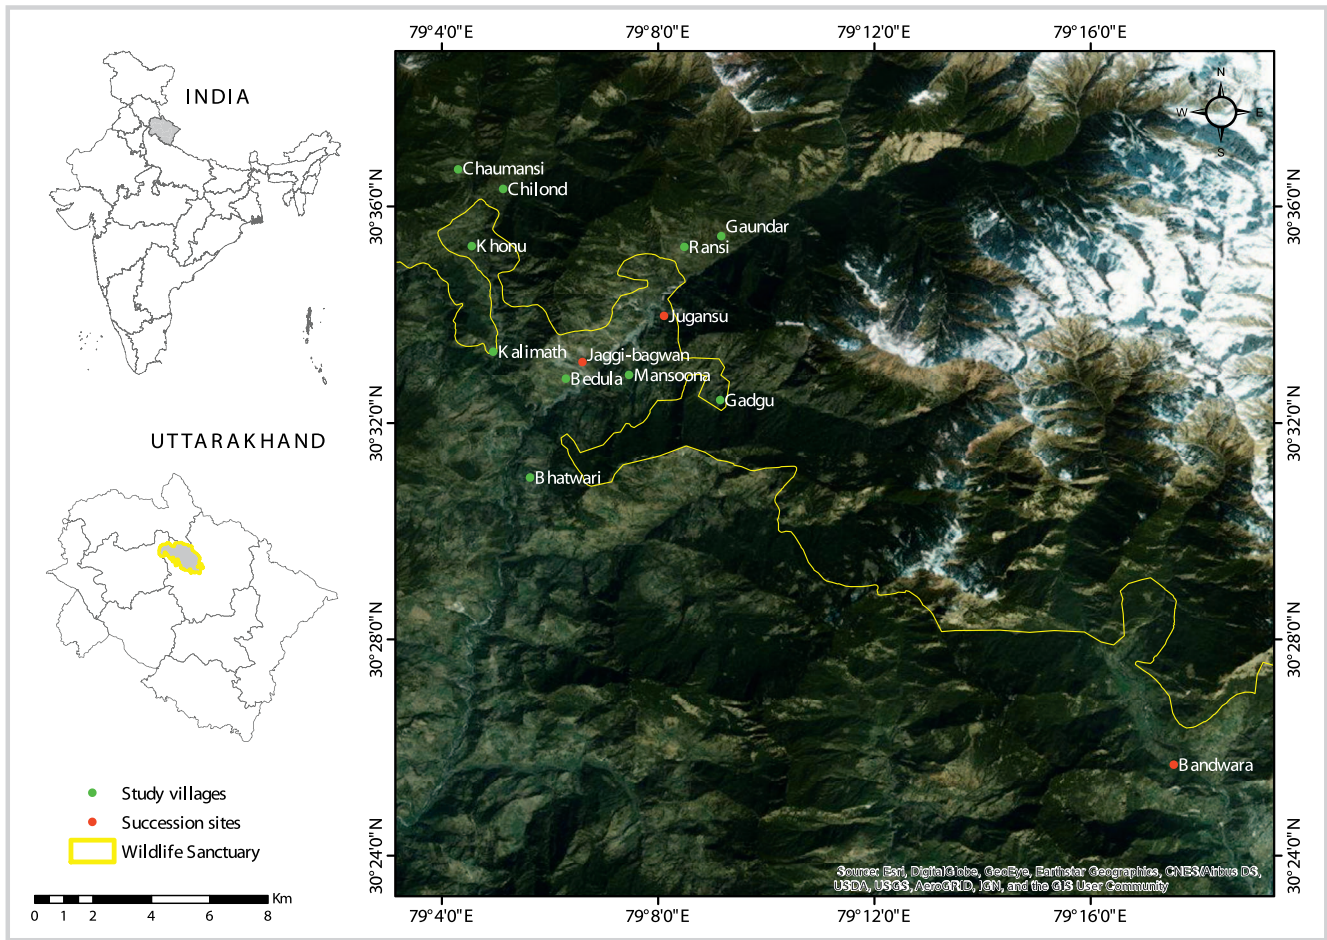 79°4'0"E 79°8'0"E 79°12'0"E 79°16'0"E
INDIA
N
W E
S
Chaumansi
Chilond
30°36'0"N 30°36'0"N
Gaundar
Khonu
Ransi
Jugansu
Kalimath
Jaggi-bagwan
Bedula
Mansoona
Gadgu
30°32'0"N 30°32'0"N
UTTARAKHAND
Bhatwari
30°28'0"N 30°28'0"N
Bandwara
Study villages
Succession sites
Wildlife Sanctuary
30°24'0"N 30°24'0"N
Source: Esri, DigitalGlobe, GeoEye, Earthstar Geographics, CNES/Airbus DS,
USDA, USGS, AeroGRID, IGN, and the GIS User Community
Km
0 1 2 4 6 8
79°4'0"E 79°8'0"E 79°12'0"E 79°16'0"E